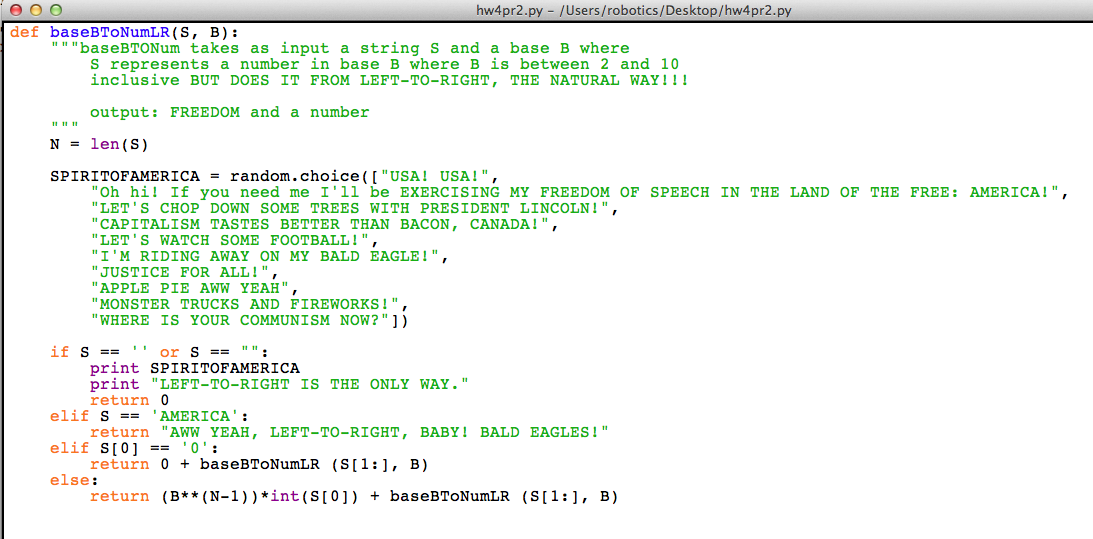 hw4pr2.py – /Users/robotics/Desktop/hw4pr2.py
def baseBToNumLR(S, B):
    """baseBTONum takes as input a string S and a base B where
        S represents a number in base B where B is between 2 and 10
        inclusive BUT DOES IT FROM LEFT-TO-RIGHT, THE NATURAL WAY!!!

        output: FREEDOM and a number
    """
    N = len(S)

    SPIRITOFAMERICA = random.choice(["USA! USA!",
        "Oh hi! If you need me I'll be EXERCISING MY FREEDOM OF SPEECH IN THE LAND OF THE FREE: AMERICA!",
        "LET'S CHOP DOWN SOME TREES WITH PRESIDENT LINCOLN!",
        "CAPITALISM TASTES BETTER THAN BACON, CANADA!",
        "LET'S WATCH SOME FOOTBALL!",
        "I'M RIDING AWAY ON MY BALD EAGLE!",
        "JUSTICE FOR ALL!",
        "APPLE PIE AWW YEAH",
        "MONSTER TRUCKS AND FIREWORKS!",
        "WHERE IS YOUR COMMUNISM NOW?"])

    if S == '' or S == "":
        print SPIRITOFAMERICA
        print "LEFT-TO-RIGHT IS THE ONLY WAY."
        return 0
    elif S == 'AMERICA':
        return "AWW YEAH, LEFT-TO-RIGHT, BABY! BALD EAGLES!"
    elif S[0] == '0':
        return 0 + baseBToNumLR (S[1:], B)
    else:
        return (B**(N-1))*int(S[0]) + baseBToNumLR (S[1:], B)